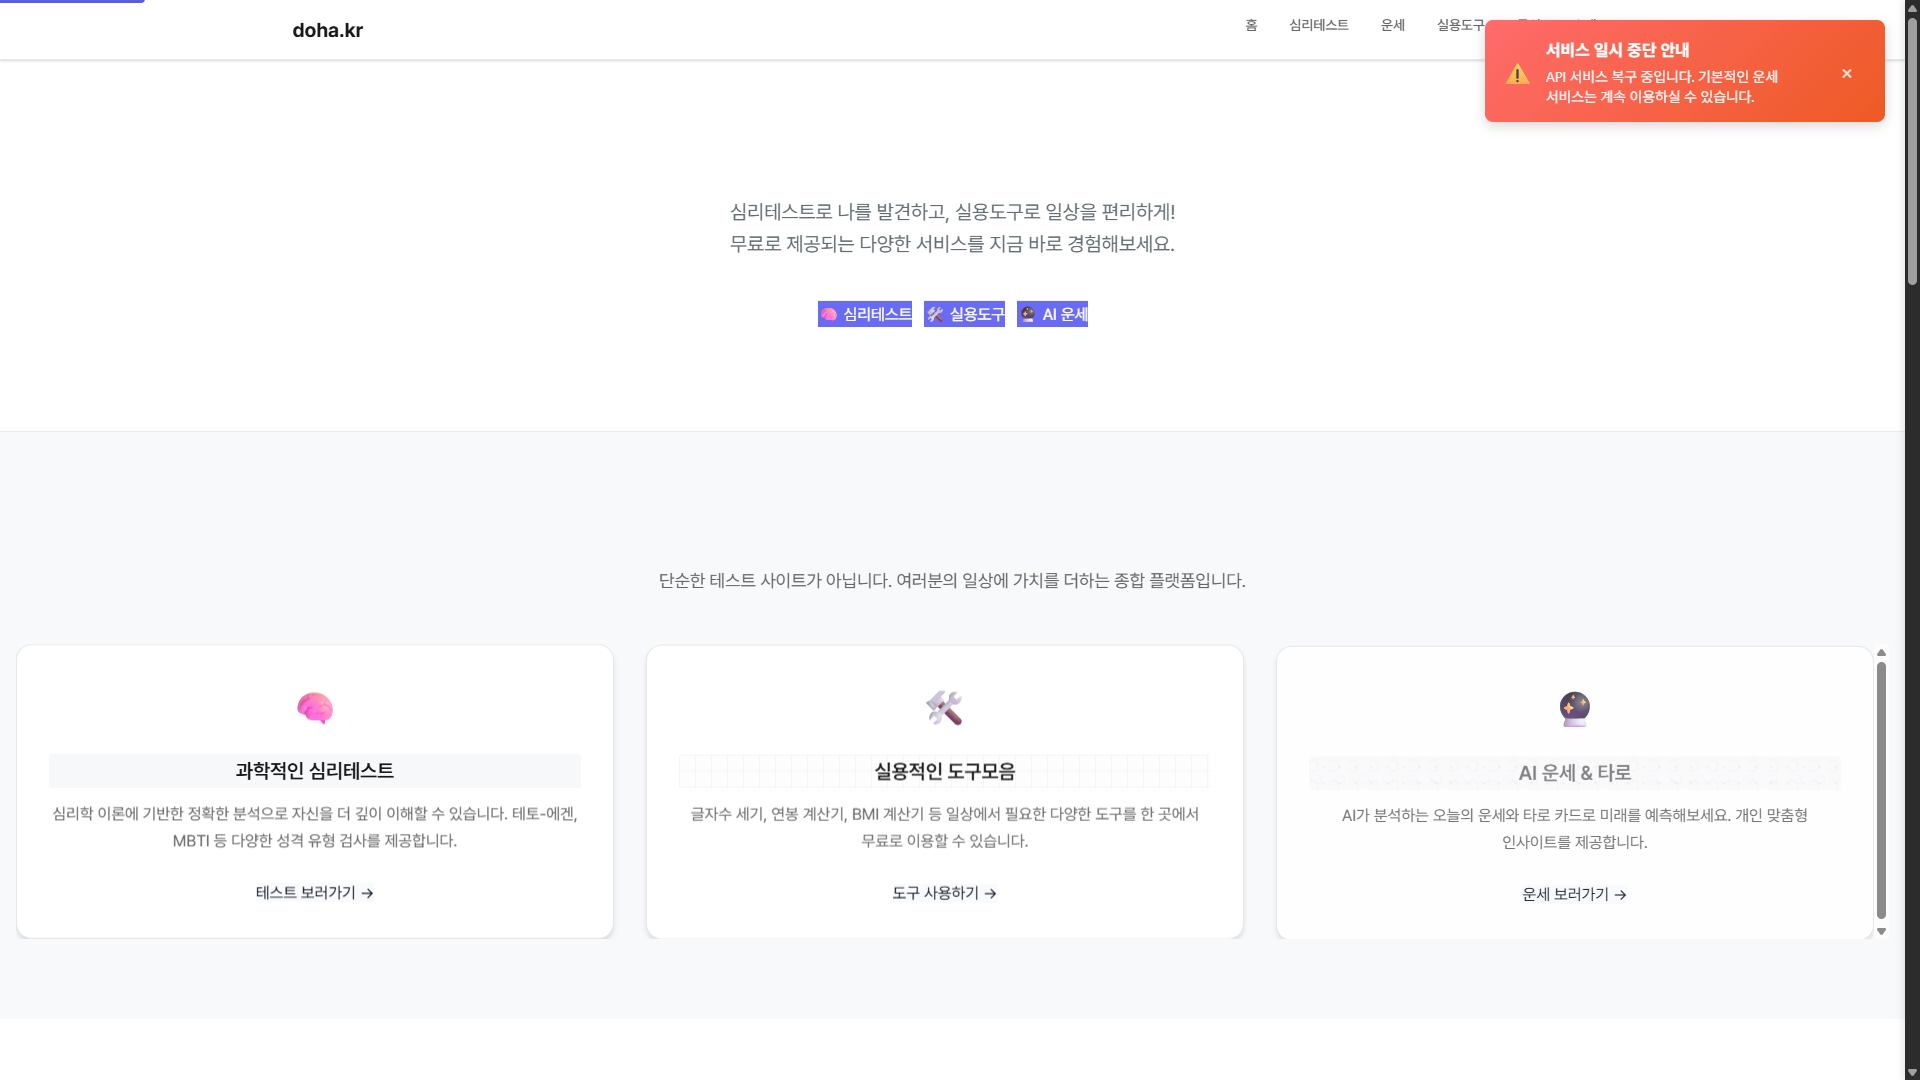 doha.kr
홈
심리테스트
운세
실용도구
서비스 일시 중단 안내
API 서비스 복구 중입니다. 기본적인 운세
서비스는 계속 이용하실 수 있습니다.
심리테스트로 나를 발견하고, 실용도구로 일상을 편리하게!
무료로 제공되는 다양한 서비스를 지금 바로 경험해보세요.
심리테스트
실용도구
AI 운세
단순한 테스트 사이트가 아닙니다. 여러분의 일상에 가치를 더하는 종합 플랫폼입니다.
과학적인 심리테스트
심리학 이론에 기반한 정확한 분석으로 자신을 더 깊이 이해할 수 있습니다. 테토-에겐,
MBTI 등 다양한 성격 유형 검사를 제공합니다.
테스트 보러가기 →
실용적인 도구모음
글자수 세기, 연봉 계산기, BMI 계산기 등 일상에서 필요한 다양한 도구를 한 곳에서
무료로 이용할 수 있습니다.
도구 사용하기 →
AI 운세 & 타로
AI가 분석하는 오늘의 운세와 타로 카드로 미래를 예측해보세요. 개인 맞춤형
인사이트를 제공합니다.
운세 보러가기 →